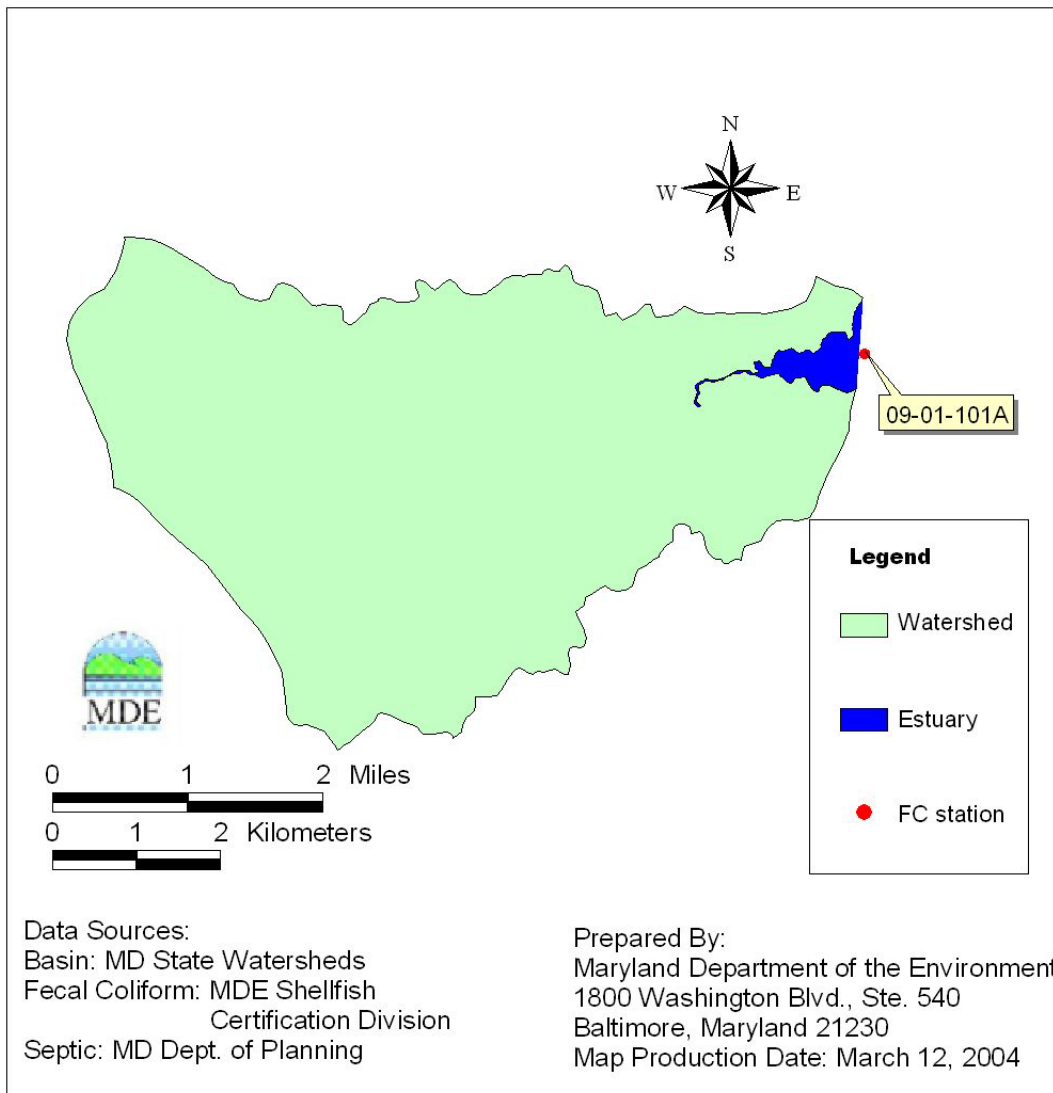 N
W E
S
09-01-101A
Legend
Watershed
Estuary
FC station
MDE
0 1 2 Miles
0 1 2 Kilometers
Data Sources:
Basin: MD State Watersheds
Fecal Coliform: MDE Shellfish
Certification Division
Septic: MD Dept. of Planning
Prepared By:
Maryland Department of the Environment
1800 Washington Blvd., Ste. 540
Baltimore, Maryland 21230
Map Production Date: March 12, 2004